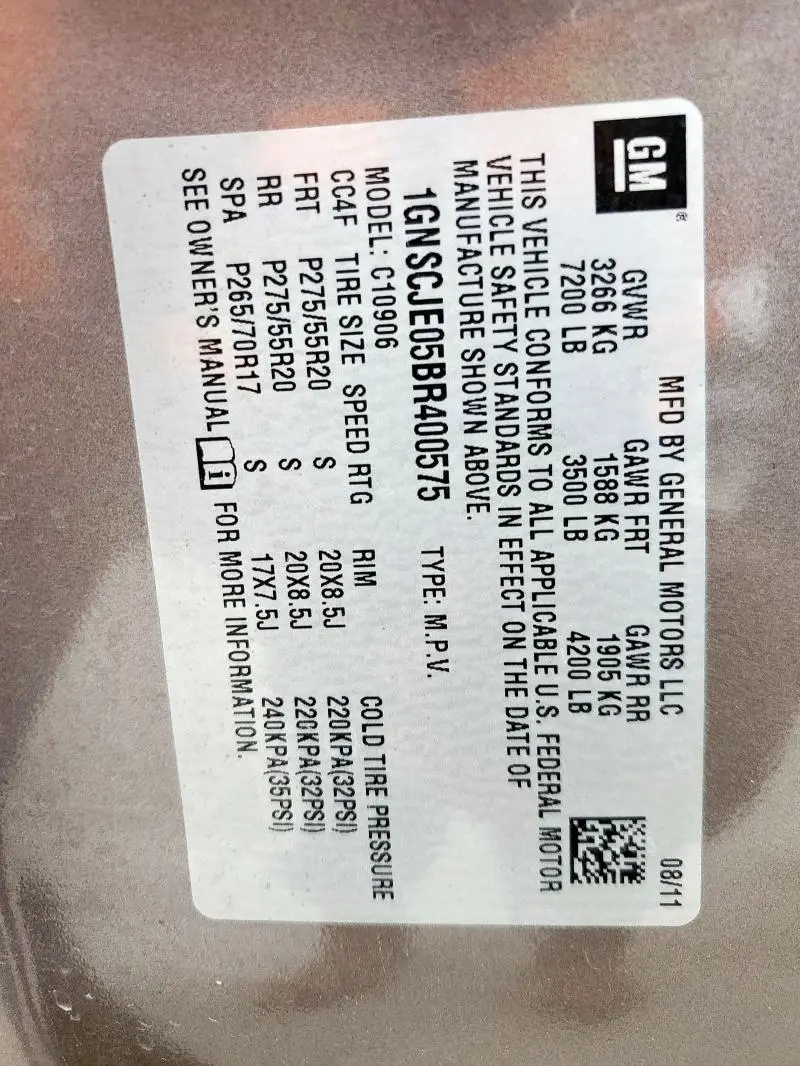 GM®
MFD BY GENERAL MOTORS LLC 08/11
GVWR GAWR FRT GAWR RR
3266 KG 1588 KG 1905 KG
7200 LB 3500 LB 4200 LB
THIS VEHICLE CONFORMS TO ALL APPLICABLE U.S. FEDERAL MOTOR
VEHICLE SAFETY STANDARDS IN EFFECT ON THE DATE OF
MANUFACTURE SHOWN ABOVE.
1GNSCJE05BR400575 TYPE: M.P.V.
MODEL: C10906
CC4F TIRE SIZE SPEED RTG RIM COLD TIRE PRESSURE
FRT P275/55R20 S 20X8.5J 220KPA(32PSI)
RR P275/55R20 S 20X8.5J 220KPA(32PSI)
SPA P265/70R17 S 17X7.5J 240KPA(35PSI)
SEE OWNER'S MANUAL i FOR MORE INFORMATION.